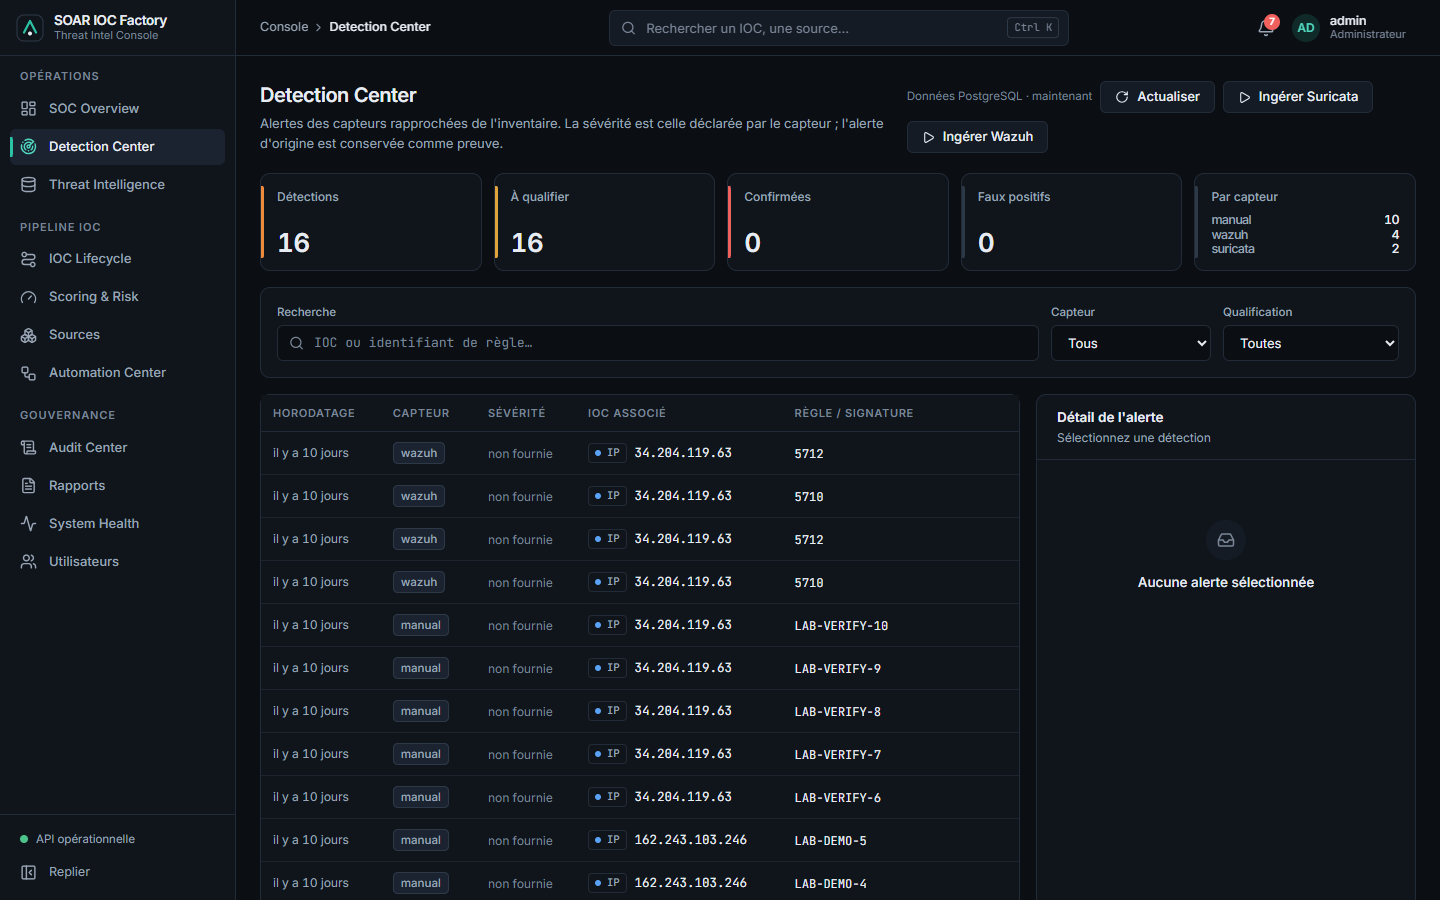 SOAR IOC Factory
Threat Intel Console
OPÉRATIONS
SOC Overview
Detection Center
Threat Intelligence
PIPELINE IOC
IOC Lifecycle
Scoring & Risk
Sources
Automation Center
GOUVERNANCE
Audit Center
Rapports
System Health
Utilisateurs
API opérationnelle
Replier
Console > Detection Center
Rechercher un IOC, une source… Ctrl K
7
AD
admin
Administrateur
Detection Center
Alertes des capteurs rapprochées de l'inventaire. La sévérité est celle déclarée par le capteur ; l'alerte
d'origine est conservée comme preuve.
Données PostgreSQL · maintenant
Actualiser
Ingérer Suricata
Ingérer Wazuh
Détections
16
À qualifier
16
Confirmées
0
Faux positifs
0
Par capteur
manual 10
wazuh 4
suricata 2
Recherche
IOC ou identifiant de règle…
Capteur
Tous
Qualification
Toutes
HORODATAGE CAPTEUR SÉVÉRITÉ IOC ASSOCIÉ RÈGLE / SIGNATURE
il y a 10 jours wazuh non fournie IP 34.204.119.63 5712
il y a 10 jours wazuh non fournie IP 34.204.119.63 5710
il y a 10 jours wazuh non fournie IP 34.204.119.63 5712
il y a 10 jours wazuh non fournie IP 34.204.119.63 5710
il y a 10 jours manual non fournie IP 34.204.119.63 LAB-VERIFY-10
il y a 10 jours manual non fournie IP 34.204.119.63 LAB-VERIFY-9
il y a 10 jours manual non fournie IP 34.204.119.63 LAB-VERIFY-8
il y a 10 jours manual non fournie IP 34.204.119.63 LAB-VERIFY-7
il y a 10 jours manual non fournie IP 34.204.119.63 LAB-VERIFY-6
il y a 10 jours manual non fournie IP 162.243.103.246 LAB-DEMO-5
il y a 10 jours manual non fournie IP 162.243.103.246 LAB-DEMO-4
Détail de l'alerte
Sélectionnez une détection
Aucune alerte sélectionnée